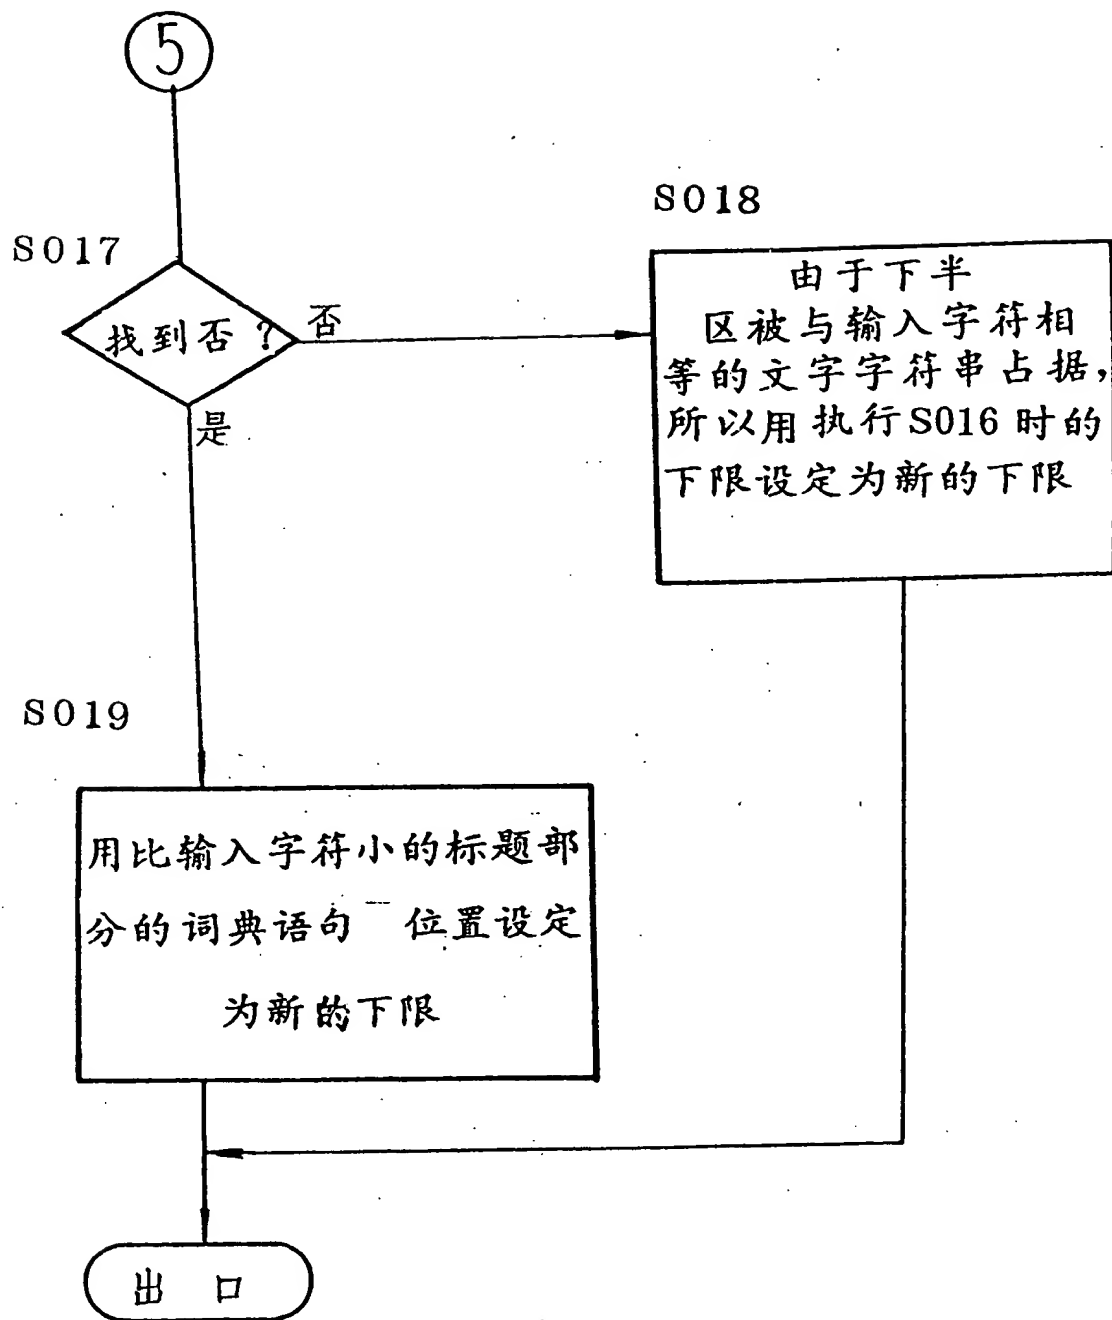 5
S017
找到否？
否
是
S018
由于下半
区被与输入字符相
等的文字字符串占据，
所以用执行S016时的
下限设定为新的下限
S019
用比输入字符小的标题部
分的词典语句 位置设定
为新的下限
出 口